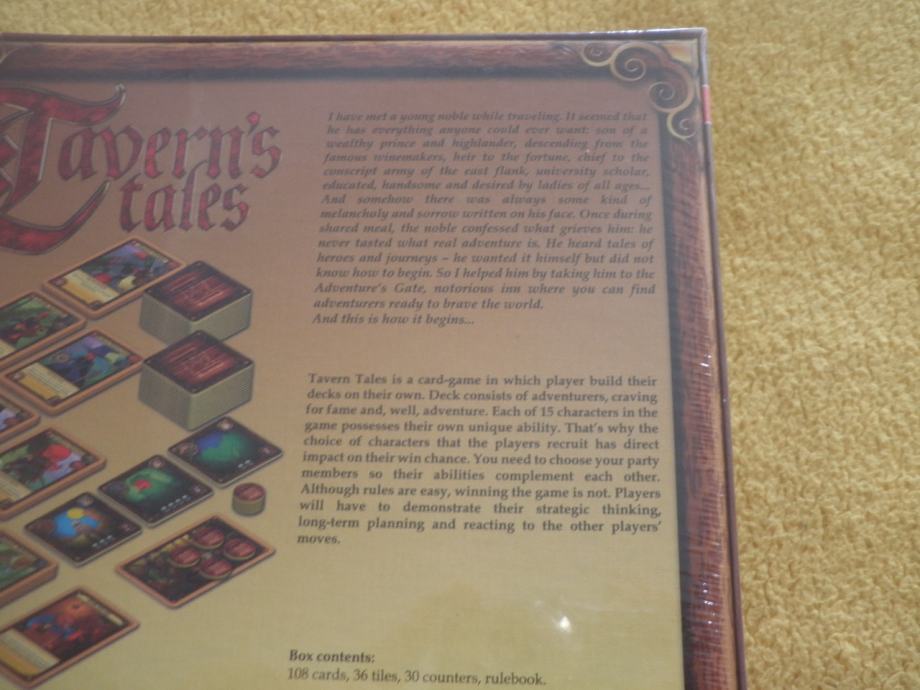 Tavern's
tales
I have met a young noble while traveling. It seemed that
he has everything anyone could ever want: son of a
wealthy prince and highlander, descending from the
famous winemakers, heir to the fortune, chief to the
conscript army of the east flank, university scholar,
educated, handsome and desired by ladies of all ages...
And somehow there was always some kind of
melancholy and sorrow written on his face. Once during
shared meal, the noble confessed what grieves him: he
never tasted what real adventure is. He heard tales of
heroes and journeys – he wanted it himself but did not
know how to begin. So I helped him by taking him to the
Adventure's Gate, notorious inn where you can find
adventurers ready to brave the world.
And this is how it begins...
Tavern Tales is a card-game in which player build their
decks on their own. Deck consists of adventurers, craving
for fame and, well, adventure. Each of 15 characters in the
game possesses their own unique ability. That's why the
choice of characters that the players recruit has direct
impact on their win chance. You need to choose your party
members so their abilities complement each other.
Although rules are easy, winning the game is not. Players
will have to demonstrate their strategic thinking,
long-term planning and reacting to the other players'
moves.
Box contents:
108 cards, 36 tiles, 30 counters, rulebook.